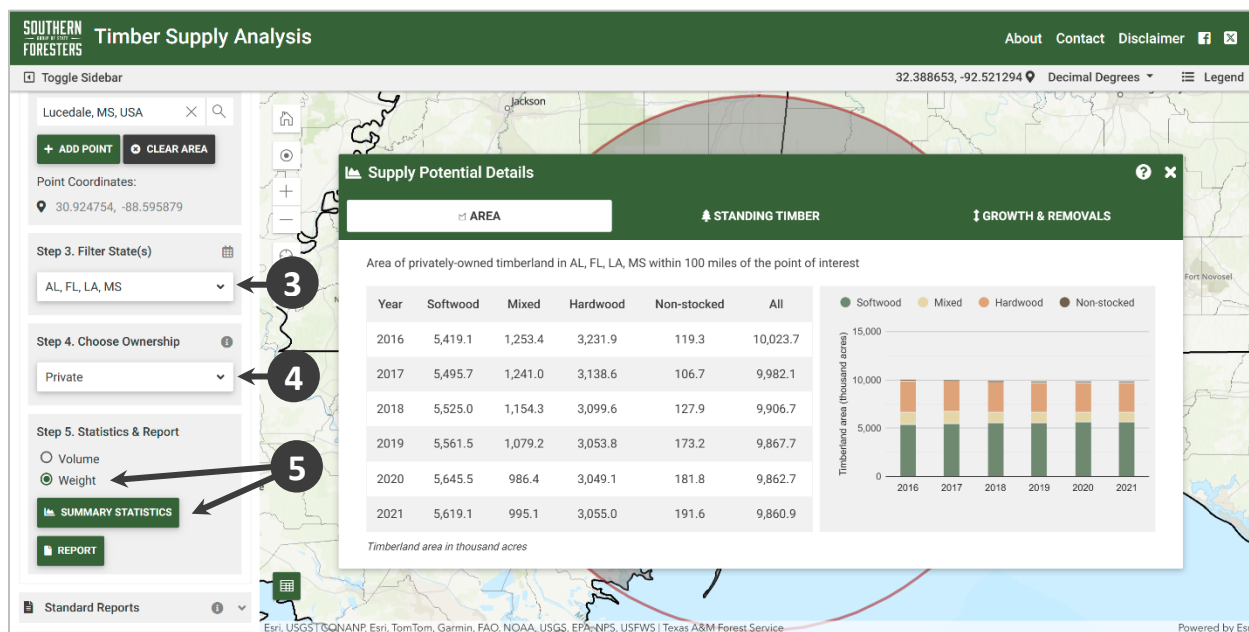 SOUTHERN
GROUP OF STATE
FORESTERS
Timber Supply Analysis
About Contact Disclaimer
Toggle Sidebar
32.388653, -92.521294 Decimal Degrees Legend
Lucedale, MS, USA
+ ADD POINT CLEAR AREA
Point Coordinates:
30.924754, -88.595879
Step 3. Filter State(s)
AL, FL, LA, MS
3
Step 4. Choose Ownership
Private
4
Step 5. Statistics & Report
Volume
Weight
5
SUMMARY STATISTICS
REPORT
Standard Reports
Jackson
Fort Novosel
Supply Potential Details
AREA STANDING TIMBER GROWTH & REMOVALS
Area of privately-owned timberland in AL, FL, LA, MS within 100 miles of the point of interest
Year Softwood Mixed Hardwood Non-stocked All
2016 5,419.1 1,253.4 3,231.9 119.3 10,023.7
2017 5,495.7 1,241.0 3,138.6 106.7 9,982.1
2018 5,525.0 1,154.3 3,099.6 127.9 9,906.7
2019 5,561.5 1,079.2 3,053.8 173.2 9,867.7
2020 5,645.5 986.4 3,049.1 181.8 9,862.7
2021 5,619.1 995.1 3,055.0 191.6 9,860.9
Timberland area in thousand acres
Softwood Mixed Hardwood Non-stocked
Timberland area (thousand acres)
15,000
10,000
5,000
0
2016 2017 2018 2019 2020 2021
Esri, USGS | CONANP, Esri, TomTom, Garmin, FAO, NOAA, USGS, EPA, NPS, USFWS | Texas A&M Forest Service
Powered by Esri